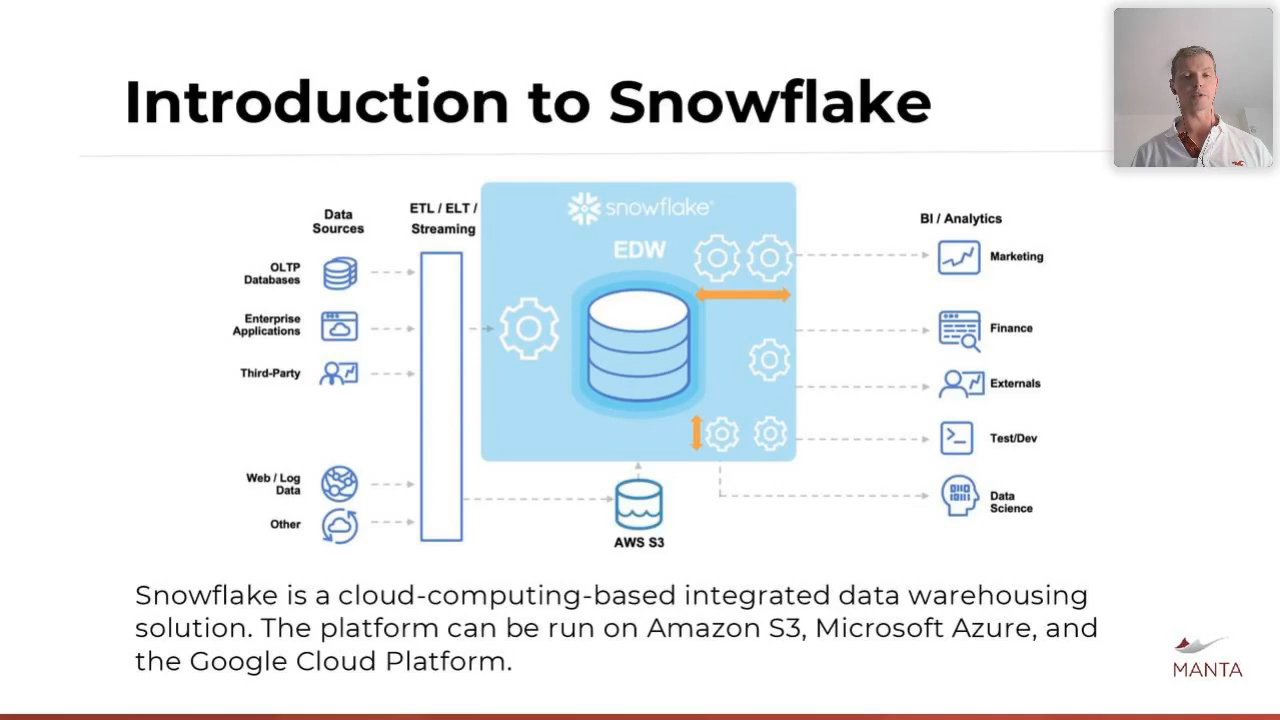 Introduction to Snowflake
Data
Sources
ETL / ELT /
Streaming
snowflake®
EDW
BI / Analytics
OLTP
Databases
Enterprise
Applications
Third-Party
Web / Log
Data
Other
AWS S3
Marketing
Finance
Externals
Test/Dev
Data
Science
Snowflake is a cloud-computing-based integrated data warehousing
solution. The platform can be run on Amazon S3, Microsoft Azure, and
the Google Cloud Platform.
MANTA